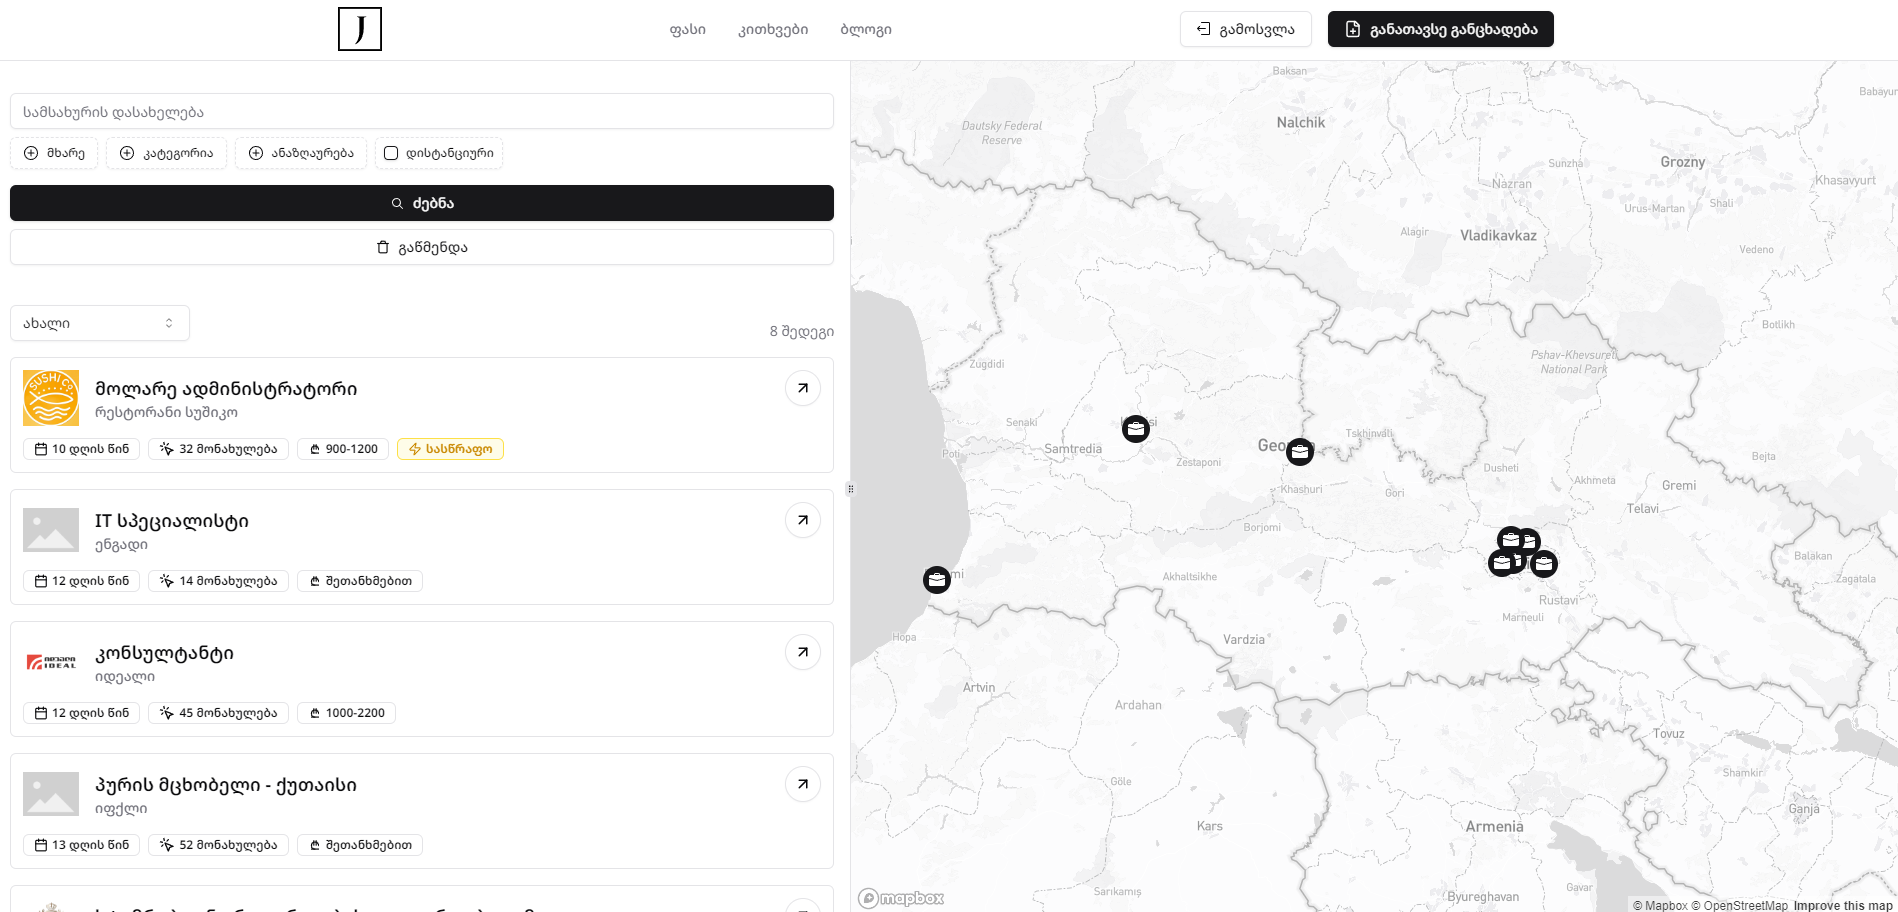 J
ფასი
კითხვები
ბლოგი
გამოსვლა
განათავსე განცხადება
სამსახურის დასახელება
მხარე
კატეგორია
ანაზღაურება
დისტანციური
ძებნა
გაწმენდა
ახალი
8 შედეგი
SUSHI CO
მოლარე ადმინისტრატორი
რესტორანი სუშიკო
10 დღის წინ
32 მონახულება
₾ 900-1200
სასწრაფო
IT სპეციალისტი
ენგადი
12 დღის წინ
14 მონახულება
₾ შეთანხმებით
კონსულტანტი
იდეალი
IDEAL
12 დღის წინ
45 მონახულება
₾ 1000-2200
პურის მცხობელი - ქუთაისი
იფქლი
13 დღის წინ
52 მონახულება
₾ შეთანხმებით
Baksan
Babayur
Dautsky Federal
Reserve
Nalchik
Sunzha
Grozny
Nazran
Khasavyurt
Urus-Martan
Shali
Alagir
Vladikavkaz
Vedeno
Botlikh
Pshav-Khevsureti
National Park
Zugdidi
Senaki
Samtredia
Poti
Zestaponi
Tskhinvali
Khashuri
Gori
Dusheti
Akhmeta
Gremi
Bejta
Telavi
Borjomi
Balakan
Zagatala
Akhaltsikhe
Rustavi
Marneuli
Hopa
Vardzia
Artvin
Ardahan
Tovuz
Shamkir
Göle
Ganja
Kars
Armenia
Sarıkamış
Byureghavan
Gavar
mapbox
© Mapbox © OpenStreetMap Improve this map